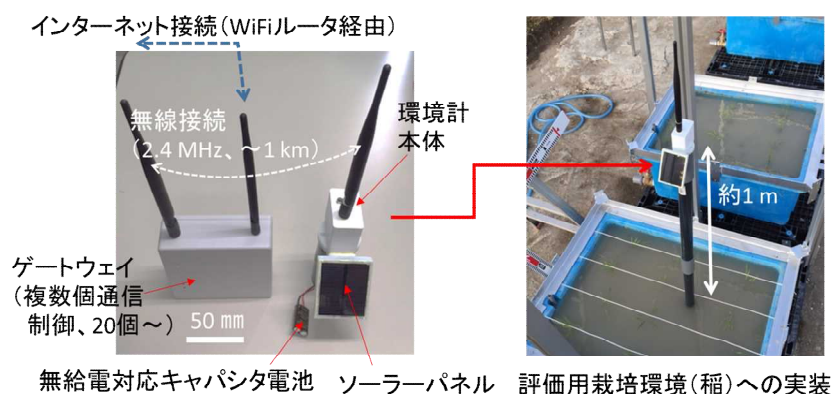 インターネット接続（WiFiルータ経由）
無線接続
（2.4 MHz、～1 km）
環境計
本体
ゲートウェイ
（複数個通信
制御、20個～）
50 ㎜
無給電対応キャパシタ電池
ソーラーパネル
約1 m
評価用栽培環境（稲）への実装